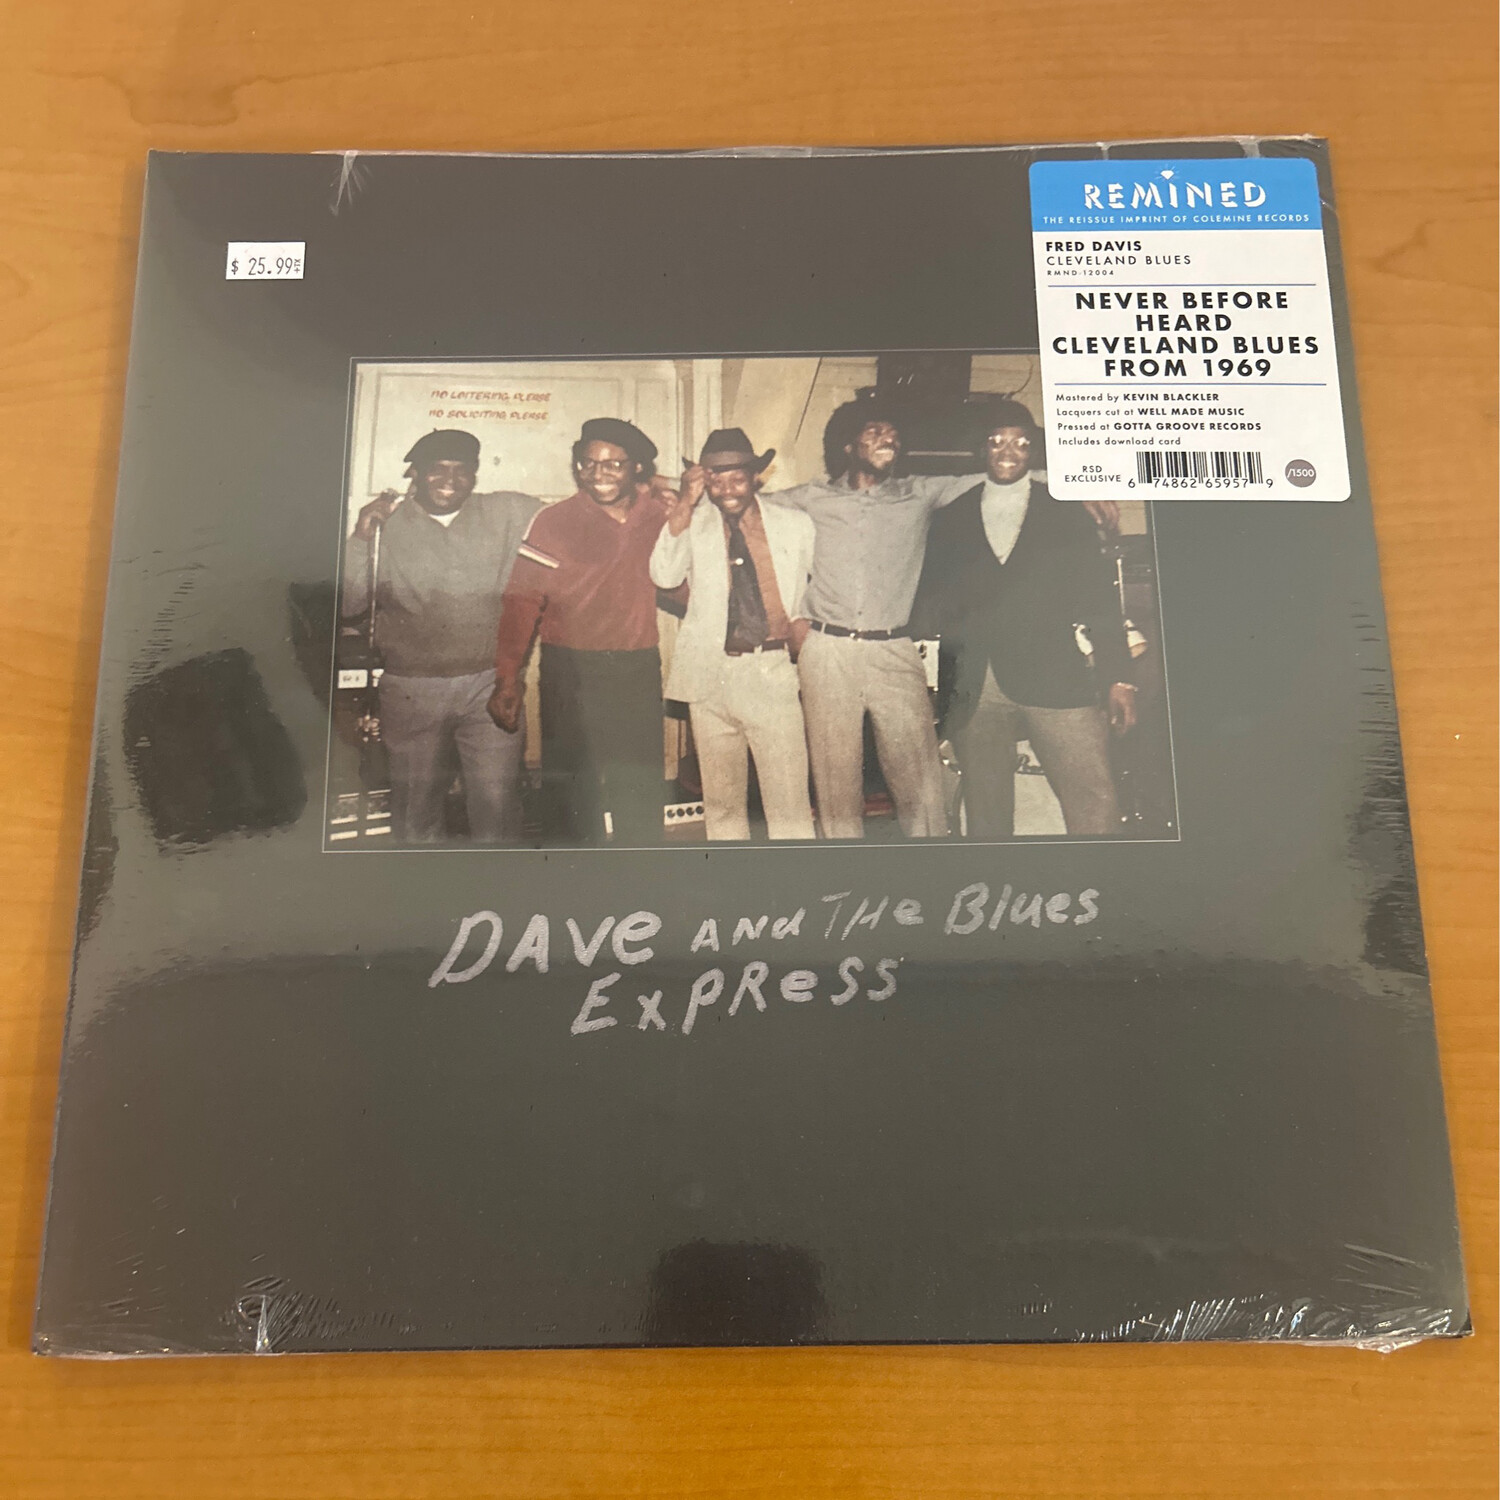 $ 25.99
REMINED
THE REISSUE IMPRINT OF COLEMINE RECORDS
FRED DAVIS
CLEVELAND BLUES
RMND-12004
NEVER BEFORE
HEARD
CLEVELAND BLUES
FROM 1969
Mastered by KEVIN BLACKLER
Lacquers cut at WELL MADE MUSIC
Pressed at GOTTA GROOVE RECORDS
Includes download card
RSD
EXCLUSIVE
6 74862 65957 9
/1500
NO LOITERING PLEASE
NO SOLICITING PLEASE
DAVE AND THE BLUES
EXPRESS